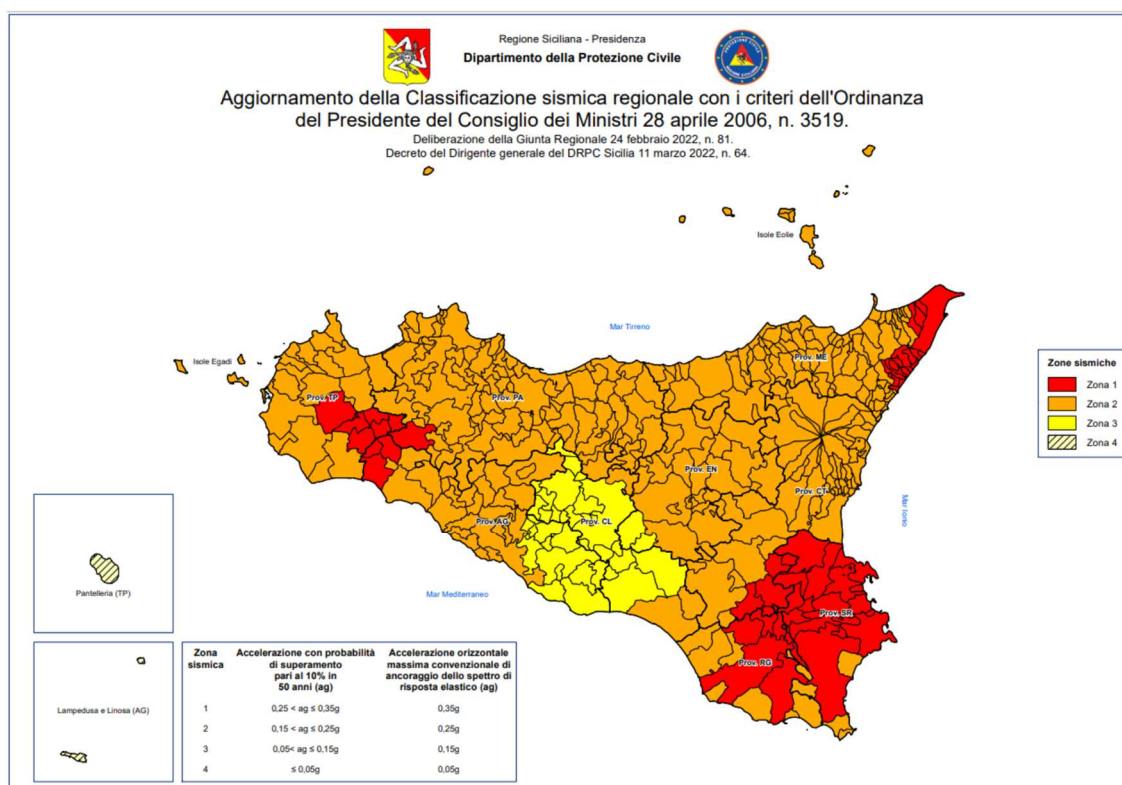 Regione Siciliana - Presidenza
Dipartimento della Protezione Civile
Aggiornamento della Classificazione sismica regionale con i criteri dell'Ordinanza
del Presidente del Consiglio dei Ministri 28 aprile 2006, n. 3519.
Deliberazione della Giunta Regionale 24 febbraio 2022, n. 81.
Decreto del Dirigente generale del DRPC Sicilia 11 marzo 2022, n. 64.
Isole Eolie
Mar Tirreno
Isole Egadi
Prov. ME
Prov. TP
Prov. PA
Prov. EN
Prov. CT
Prov. AG
Prov. CL
Mar Ionio
Mar Mediterraneo
Prov. SR
Prov. RG
Zone sismiche
Zona 1
Zona 2
Zona 3
Zona 4
Pantelleria (TP)
Lampedusa e Linosa (AG)
Zona sismica
Accelerazione con probabilità di superamento pari al 10% in 50 anni (ag)
Accelerazione orizzontale massima convenzionale di ancoraggio dello spettro di risposta elastico (ag)
1 0,25 < ag ≤ 0,35g 0,35g
2 0,15 < ag ≤ 0,25g 0,25g
3 0,05< ag ≤ 0,15g 0,15g
4 ≤ 0,05g 0,05g